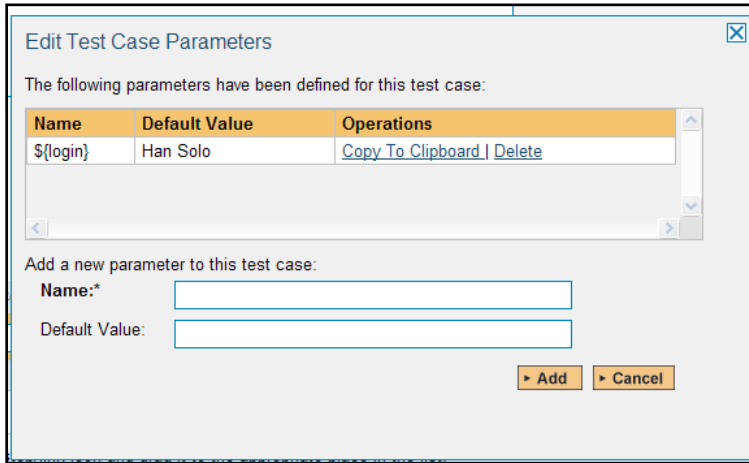 Edit Test Case Parameters
The following parameters have been defined for this test case:
Name Default Value Operations
${login} Han Solo Copy To Clipboard | Delete
Add a new parameter to this test case:
Name:*
Default Value:
Add Cancel